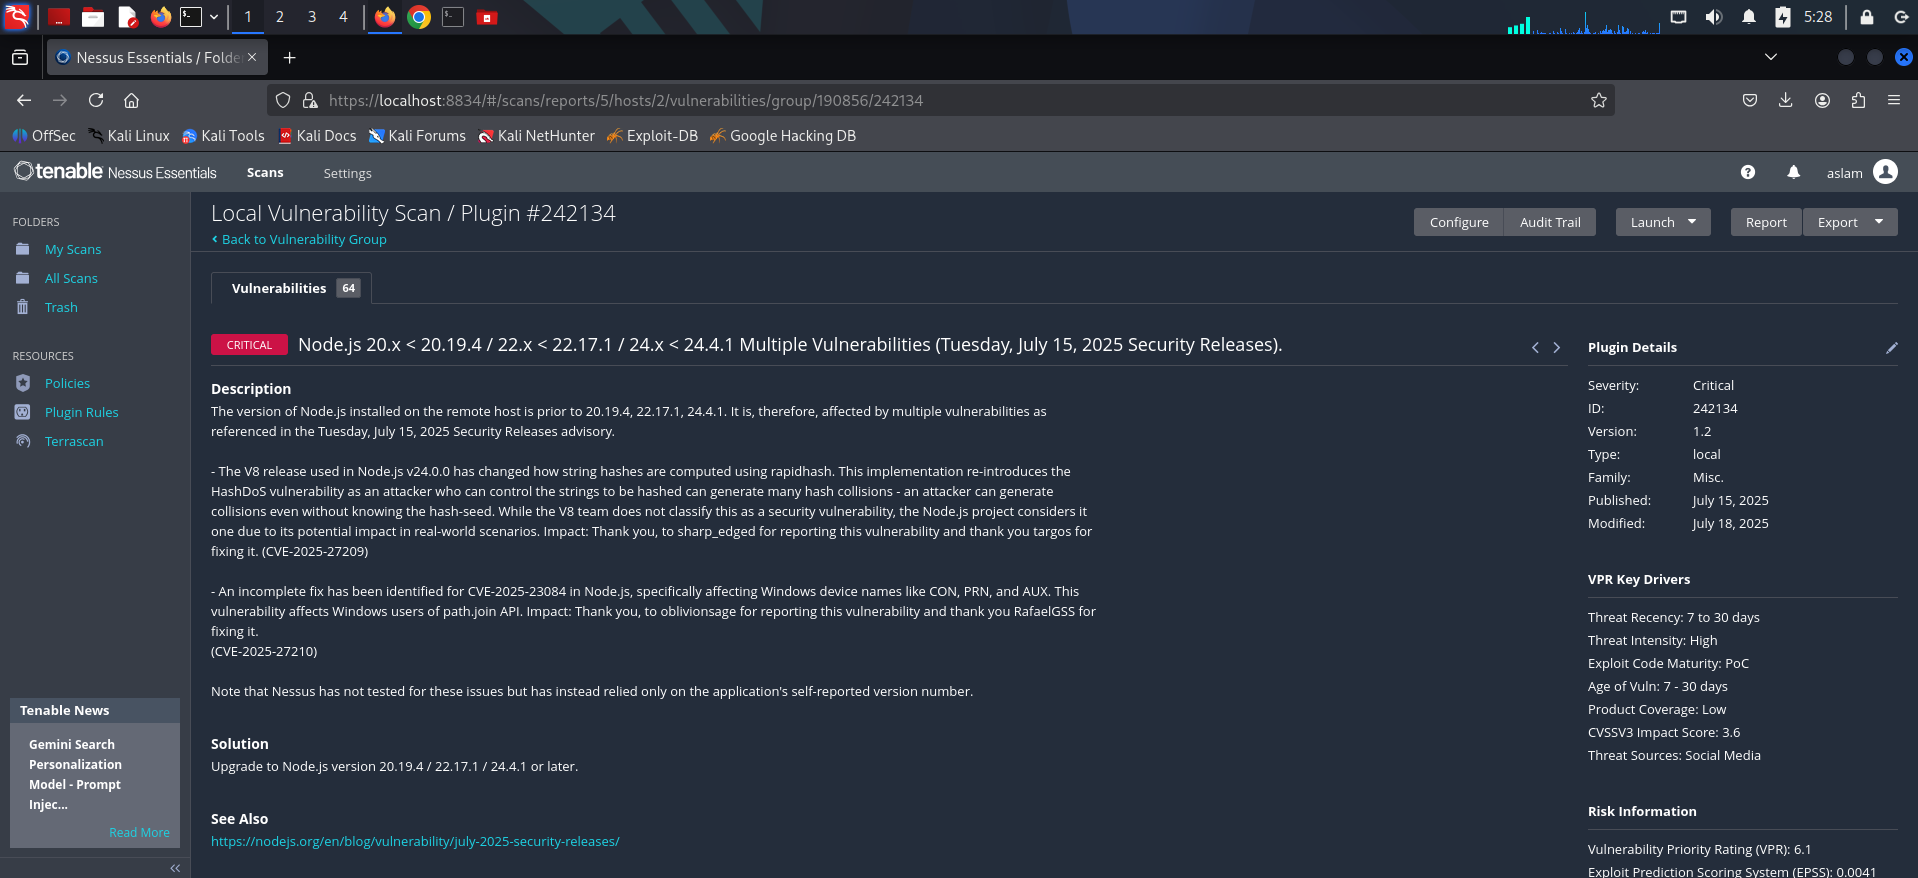 1 2 3 4
5:28
Nessus Essentials / Folde
https://localhost:8834/#/scans/reports/5/hosts/2/vulnerabilities/group/190856/242134
OffSec Kali Linux Kali Tools Kali Docs Kali Forums Kali NetHunter Exploit-DB Google Hacking DB
tenable Nessus Essentials Scans Settings
aslam
FOLDERS
My Scans
All Scans
Trash
RESOURCES
Policies
Plugin Rules
Terrascan
Tenable News
Gemini Search
Personalization
Model - Prompt
Injec...
Read More
Local Vulnerability Scan / Plugin #242134
Back to Vulnerability Group
Configure Audit Trail Launch Report Export
Vulnerabilities 64
CRITICAL Node.js 20.x < 20.19.4 / 22.x < 22.17.1 / 24.x < 24.4.1 Multiple Vulnerabilities (Tuesday, July 15, 2025 Security Releases).
Description
The version of Node.js installed on the remote host is prior to 20.19.4, 22.17.1, 24.4.1. It is, therefore, affected by multiple vulnerabilities as
referenced in the Tuesday, July 15, 2025 Security Releases advisory.
- The V8 release used in Node.js v24.0.0 has changed how string hashes are computed using rapidhash. This implementation re-introduces the
HashDoS vulnerability as an attacker who can control the strings to be hashed can generate many hash collisions - an attacker can generate
collisions even without knowing the hash-seed. While the V8 team does not classify this as a security vulnerability, the Node.js project considers it
one due to its potential impact in real-world scenarios. Impact: Thank you, to sharp_edged for reporting this vulnerability and thank you targos for
fixing it. (CVE-2025-27209)
- An incomplete fix has been identified for CVE-2025-23084 in Node.js, specifically affecting Windows device names like CON, PRN, and AUX. This
vulnerability affects Windows users of path.join API. Impact: Thank you, to oblivionsage for reporting this vulnerability and thank you RafaelGSS for
fixing it.
(CVE-2025-27210)
Note that Nessus has not tested for these issues but has instead relied only on the application's self-reported version number.
Solution
Upgrade to Node.js version 20.19.4 / 22.17.1 / 24.4.1 or later.
See Also
https://nodejs.org/en/blog/vulnerability/july-2025-security-releases/
Plugin Details
Severity: Critical
ID: 242134
Version: 1.2
Type: local
Family: Misc.
Published: July 15, 2025
Modified: July 18, 2025
VPR Key Drivers
Threat Recency: 7 to 30 days
Threat Intensity: High
Exploit Code Maturity: PoC
Age of Vuln: 7 - 30 days
Product Coverage: Low
CVSSV3 Impact Score: 3.6
Threat Sources: Social Media
Risk Information
Vulnerability Priority Rating (VPR): 6.1
Exploit Prediction Scoring System (EPSS): 0.0041